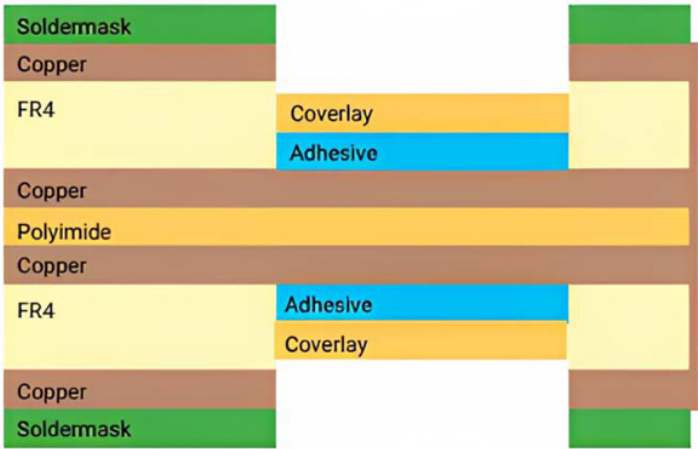 Soldermask
Copper
FR4
Coverlay
Adhesive
Copper
Polyimide
Copper
FR4
Adhesive
Coverlay
Copper
Soldermask